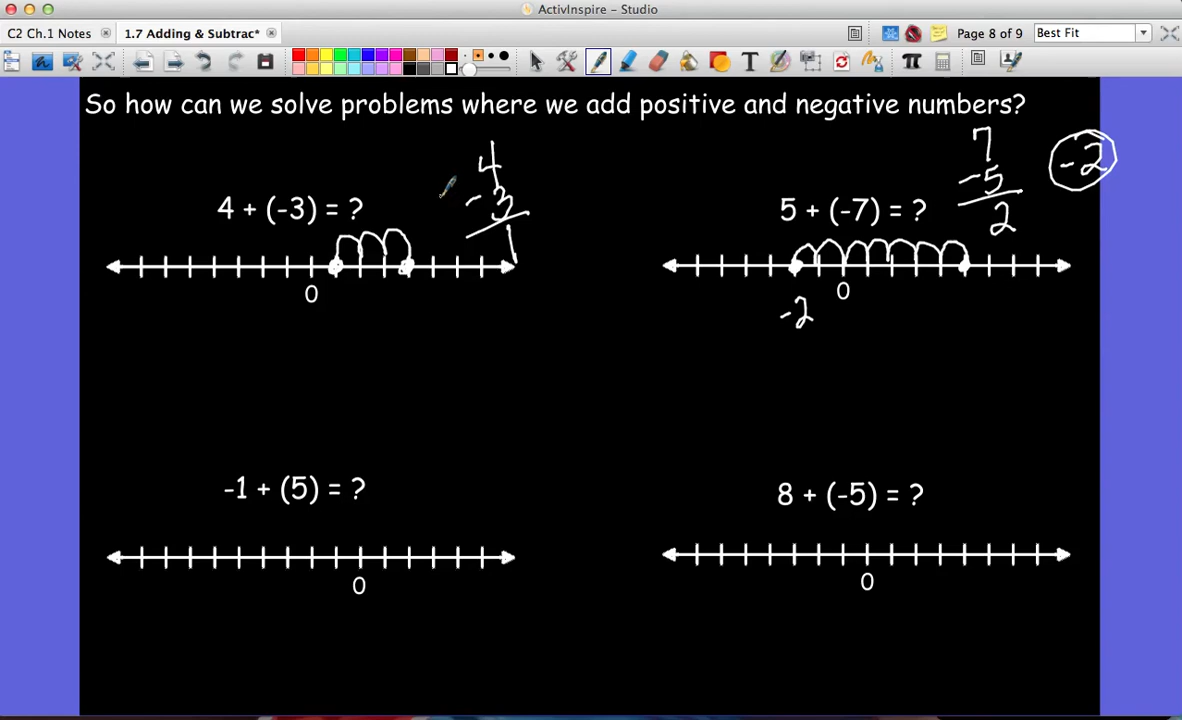 ActivInspire - Studio
C2 Ch.1 Notes
1.7 Adding & Subtrac*
Page 8 of 9
Best Fit
So how can we solve problems where we add positive and negative numbers?
4 + (-3) = ?
4
-3
1
0
5 + (-7) = ?
7
-5
2
-2
0
-2
-1 + (5) = ?
0
8 + (-5) = ?
0